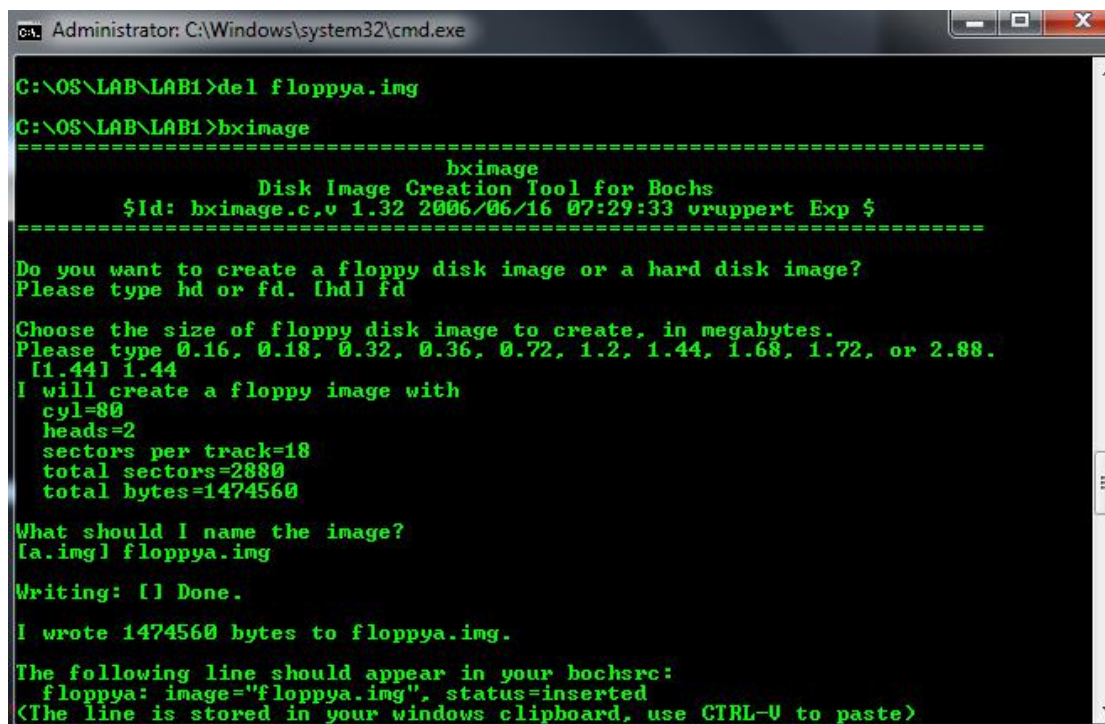 Administrator: C:\Windows\system32\cmd.exe
C:\OS\LAB\LAB1>del floppya.img
C:\OS\LAB\LAB1>bximage
========================================================================
bximage
Disk Image Creation Tool for Bochs
$Id: bximage.c,v 1.32 2006/06/16 07:29:33 vruppert Exp $
========================================================================
Do you want to create a floppy disk image or a hard disk image?
Please type hd or fd. [hd] fd
Choose the size of floppy disk image to create, in megabytes.
Please type 0.16, 0.18, 0.32, 0.36, 0.72, 1.2, 1.44, 1.68, 1.72, or 2.88.
[1.44] 1.44
I will create a floppy image with
cyl=80
heads=2
sectors per track=18
total sectors=2880
total bytes=1474560
What should I name the image?
[a.img] floppya.img
Writing: [] Done.
I wrote 1474560 bytes to floppya.img.
The following line should appear in your bochsrc:
floppya: image="floppya.img", status=inserted
(The line is stored in your windows clipboard, use CTRL-V to paste)